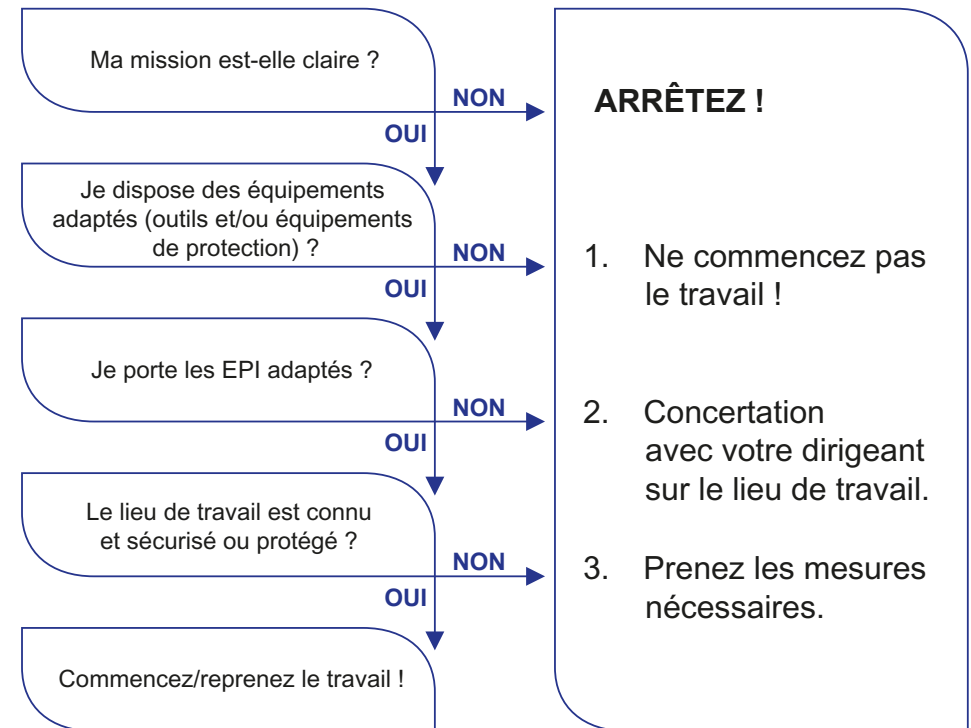 Ma mission est-elle claire ?
NON
OUI
Je dispose des équipements
adaptés (outils et/ou équipements
de protection) ?
NON
OUI
Je porte les EPI adaptés ?
NON
OUI
Le lieu de travail est connu
et sécurisé ou protégé ?
NON
OUI
Commencez/reprenez le travail !
ARRÊTEZ !
1. Ne commencez pas
le travail !
2. Concertation
avec votre dirigeant
sur le lieu de travail.
3. Prenez les mesures
nécessaires.